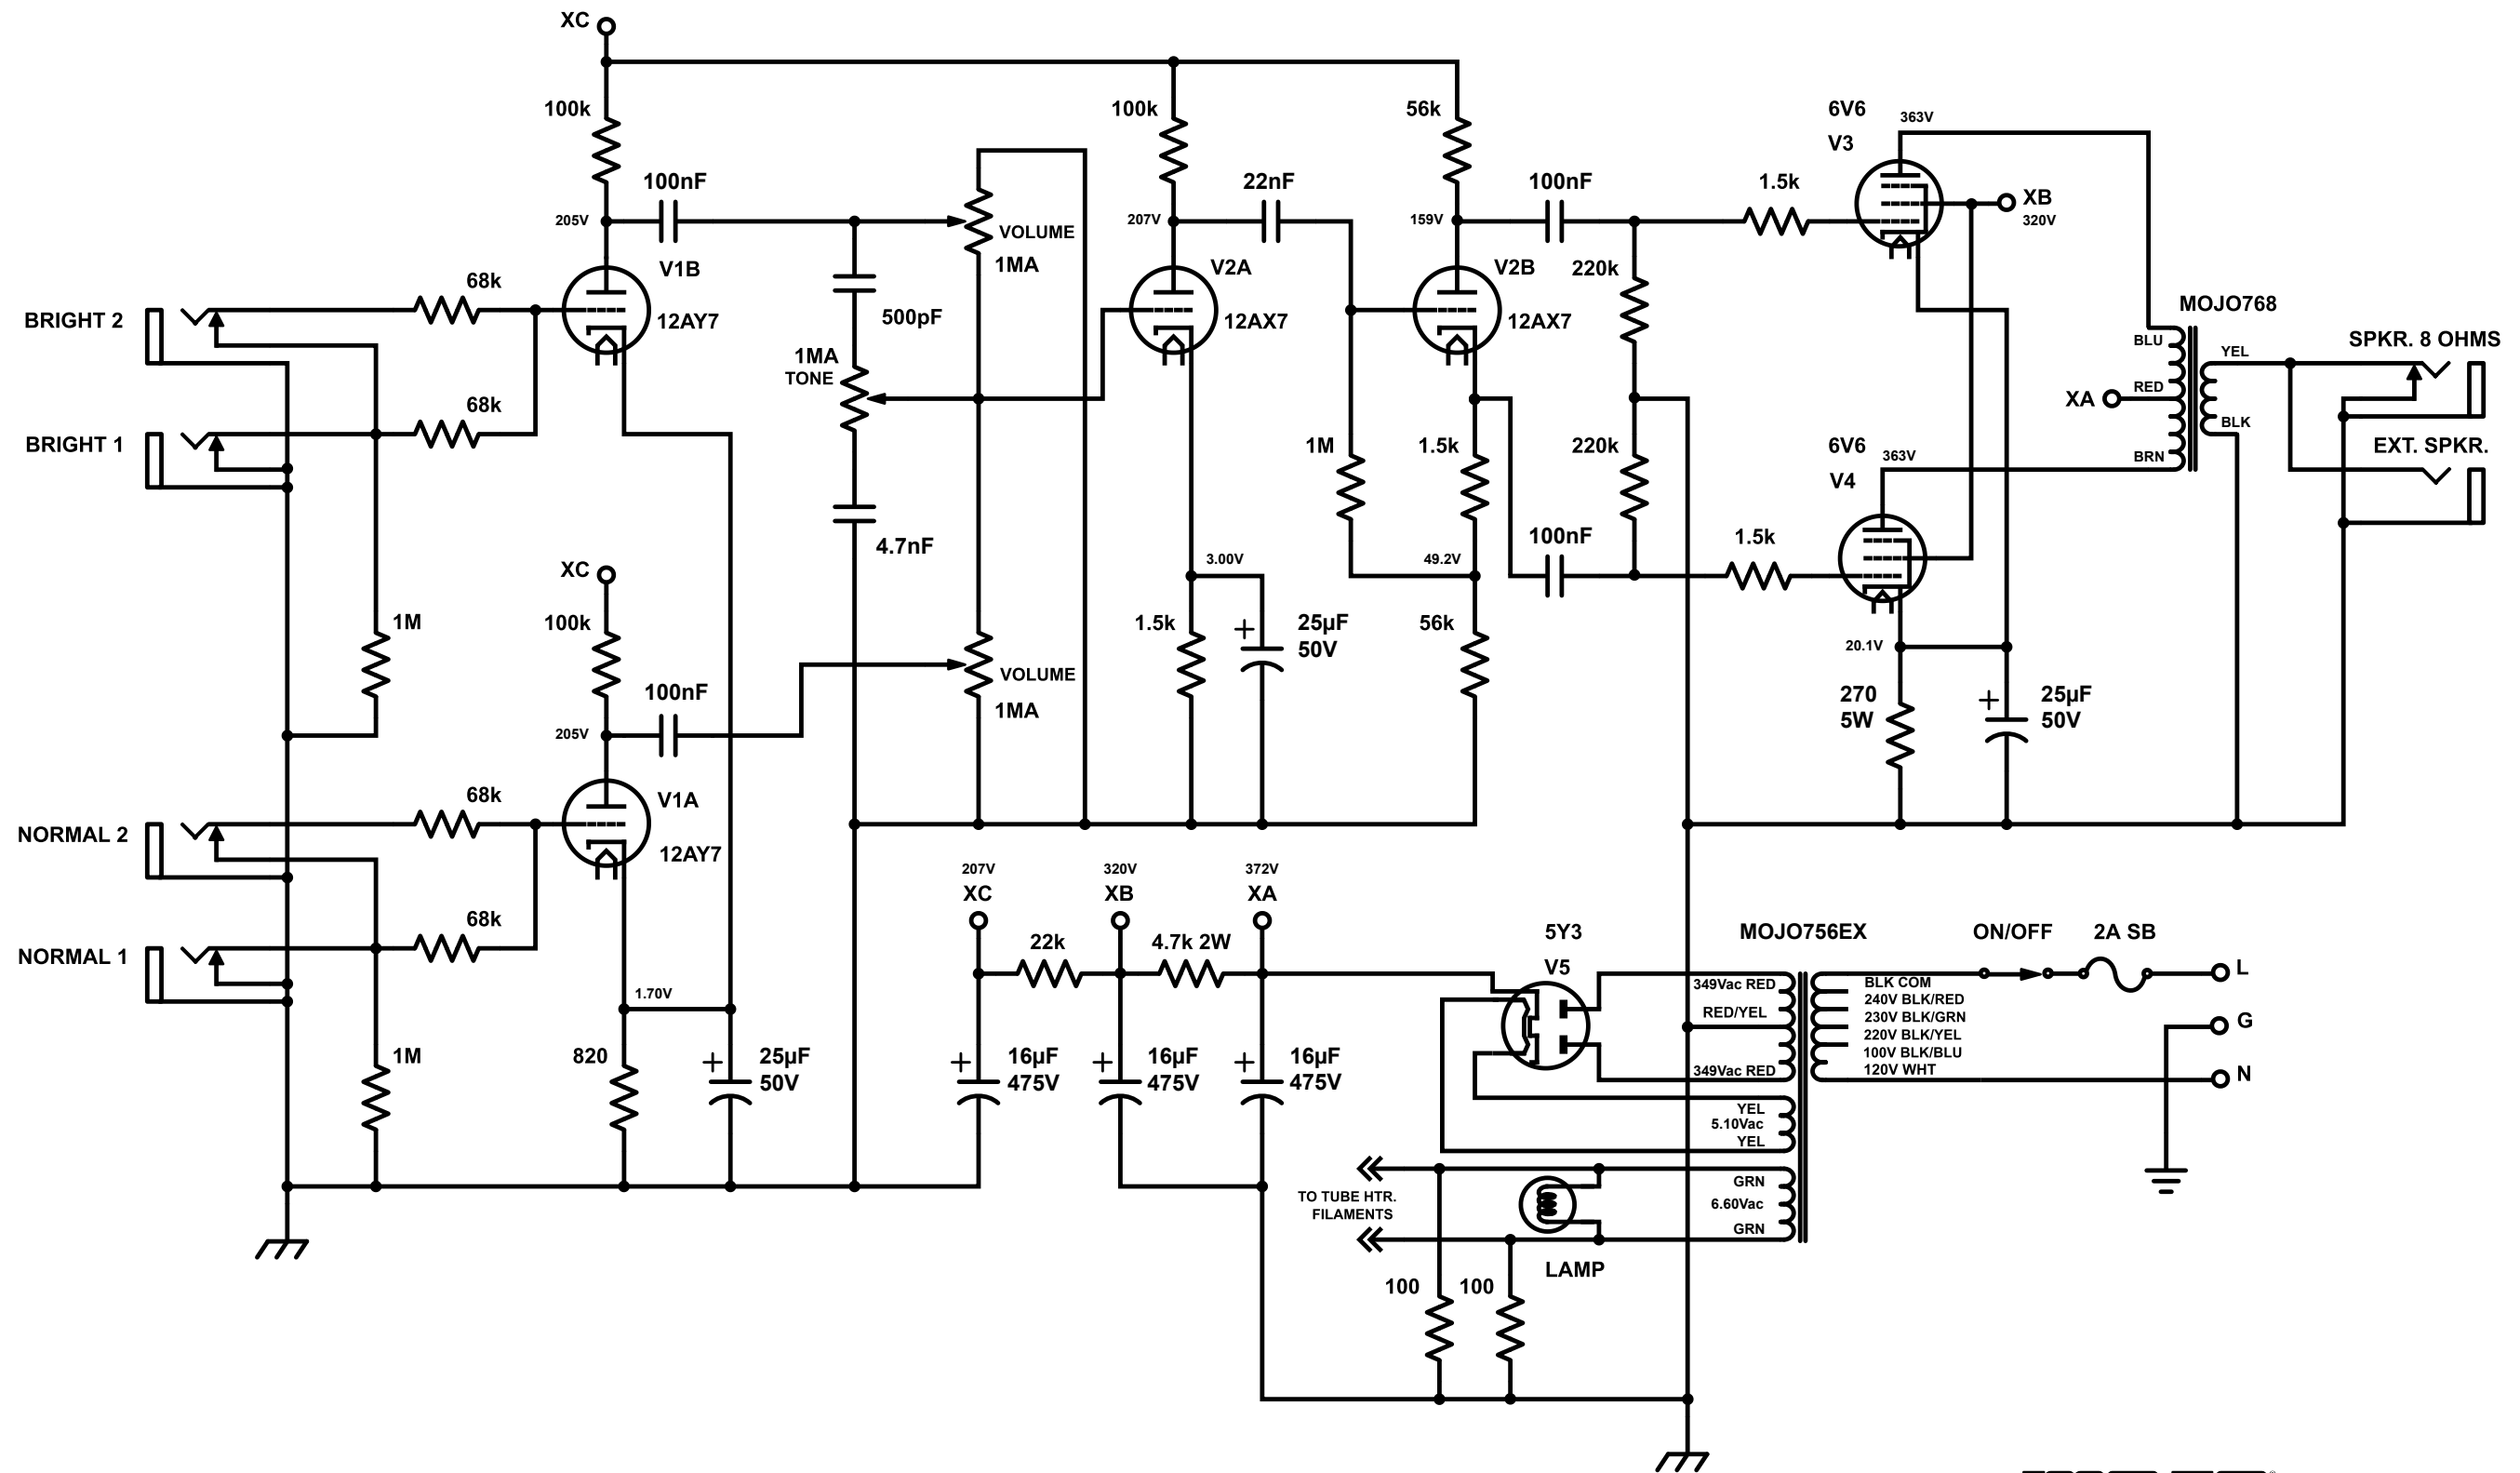 XC
100k
100k
56k
6V6
363V
V3
100nF
22nF
100nF
1.5k
XB
320V
205V
207V
159V
VOLUME
1MA
V1B
V2A
V2B
220k
68k
BRIGHT 2
12AY7
500pF
12AX7
12AX7
MOJO768
BLU
YEL
SPKR. 8 OHMS
1MA
TONE
RED
XA
68k
BRIGHT 1
1M
1.5k
220k
6V6
363V
BRN
BLK
EXT. SPKR.
V4
4.7nF
100nF
1.5k
XC
3.00V
49.2V
1M
100k
1.5k
+
25µF
50V
56k
20.1V
VOLUME
1MA
100nF
270
5W
+
25µF
50V
205V
68k
V1A
NORMAL 2
12AY7
207V
XC
320V
XB
372V
XA
68k
NORMAL 1
22k
4.7k 2W
5Y3
V5
MOJO756EX
ON/OFF
2A SB
L
349Vac RED
BLK COM
240V BLK/RED
RED/YEL
230V BLK/GRN
G
220V BLK/YEL
100V BLK/BLU
349Vac RED
120V WHT
N
1.70V
1M
820
+
25µF
50V
+
16µF
475V
+
16µF
475V
+
16µF
475V
YEL
5.10Vac
YEL
GRN
6.60Vac
GRN
TO TUBE HTR.
FILAMENTS
LAMP
100
100